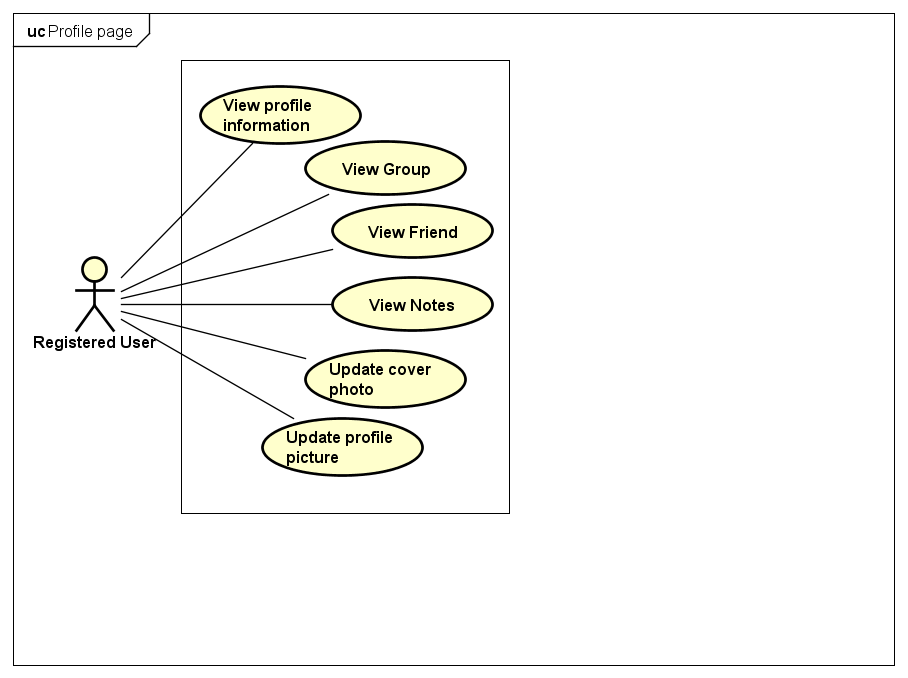 uc Profile page
View profile
information
View Group
View Friend
View Notes
Registered User
Update cover
photo
Update profile
picture